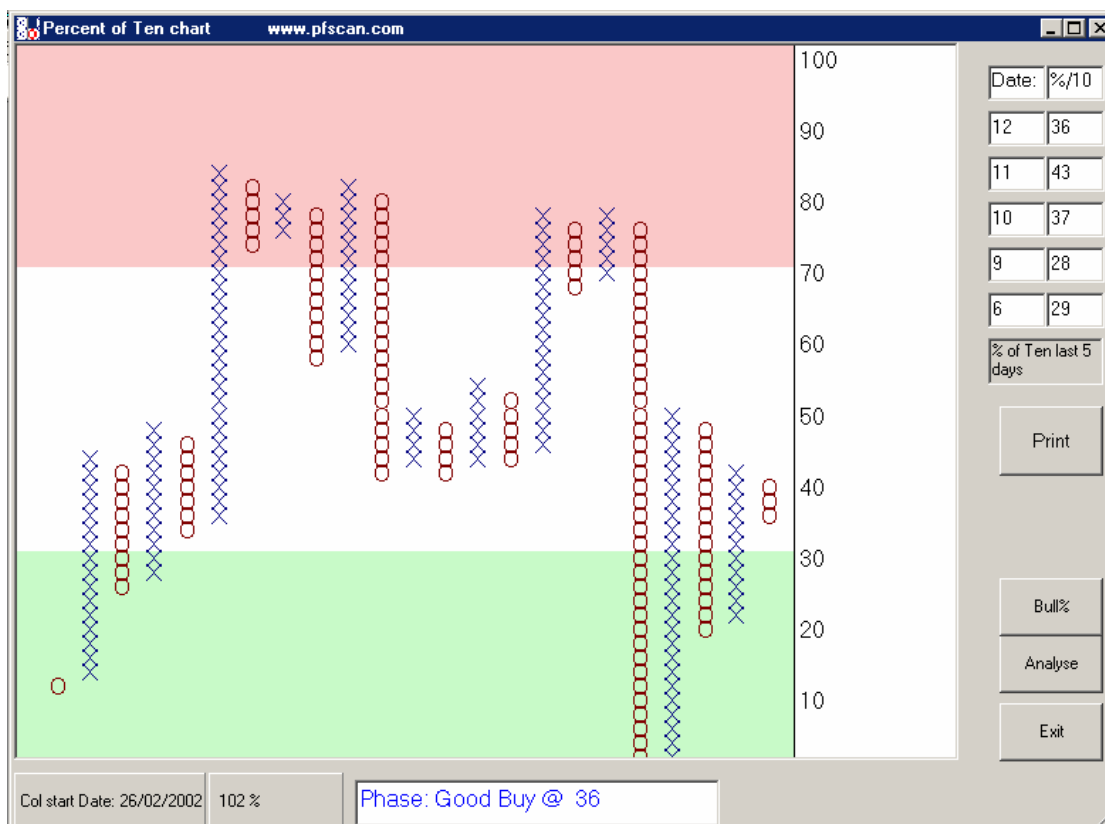 Percent of Ten chart www.pfscan.com
100
90
80
70
60
50
40
30
20
10
Date: %/10
12 36
11 43
10 37
9 28
6 29
% of Ten last 5
days
Print
Bull%
Analyse
Exit
Col start Date: 26/02/2002 102 % Phase: Good Buy @ 36